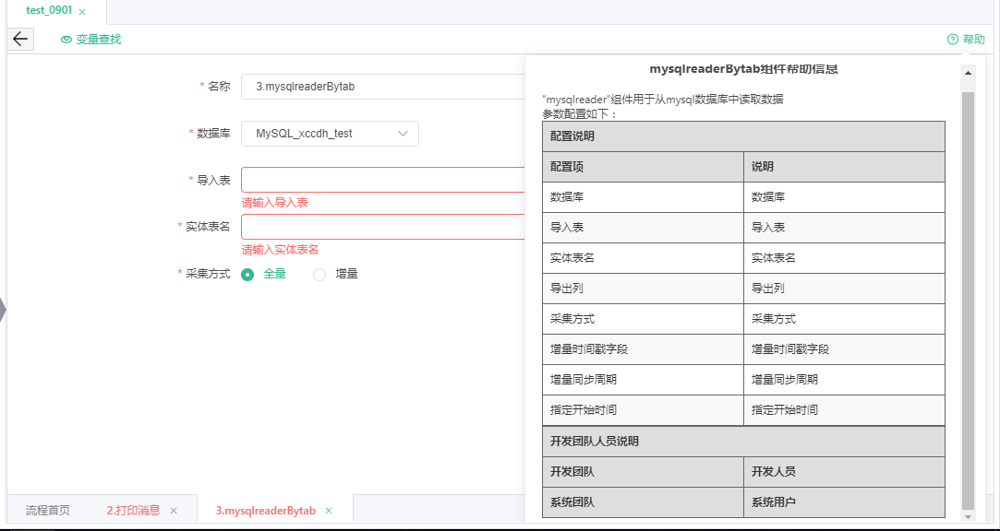 test_0901
变量查找
帮助
* 名称 3.mysqlreaderBytab
* 数据库 MySQL_xccdh_test
* 导入表
请输入导入表
* 实体表名
请输入实体表名
* 采集方式 全量 增量
mysqlreaderBytab组件帮助信息
"mysqlreader"组件用于从mysql数据库中读取数据
参数配置如下：
配置说明
配置项 说明
数据库 数据库
导入表 导入表
实体表名 实体表名
导出列 导出列
采集方式 采集方式
增量时间戳字段 增量时间戳字段
增量同步周期 增量同步周期
指定开始时间 指定开始时间
开发团队人员说明
开发团队 开发人员
系统团队 系统用户
流程首页 2.打印消息 3.mysqlreaderBytab